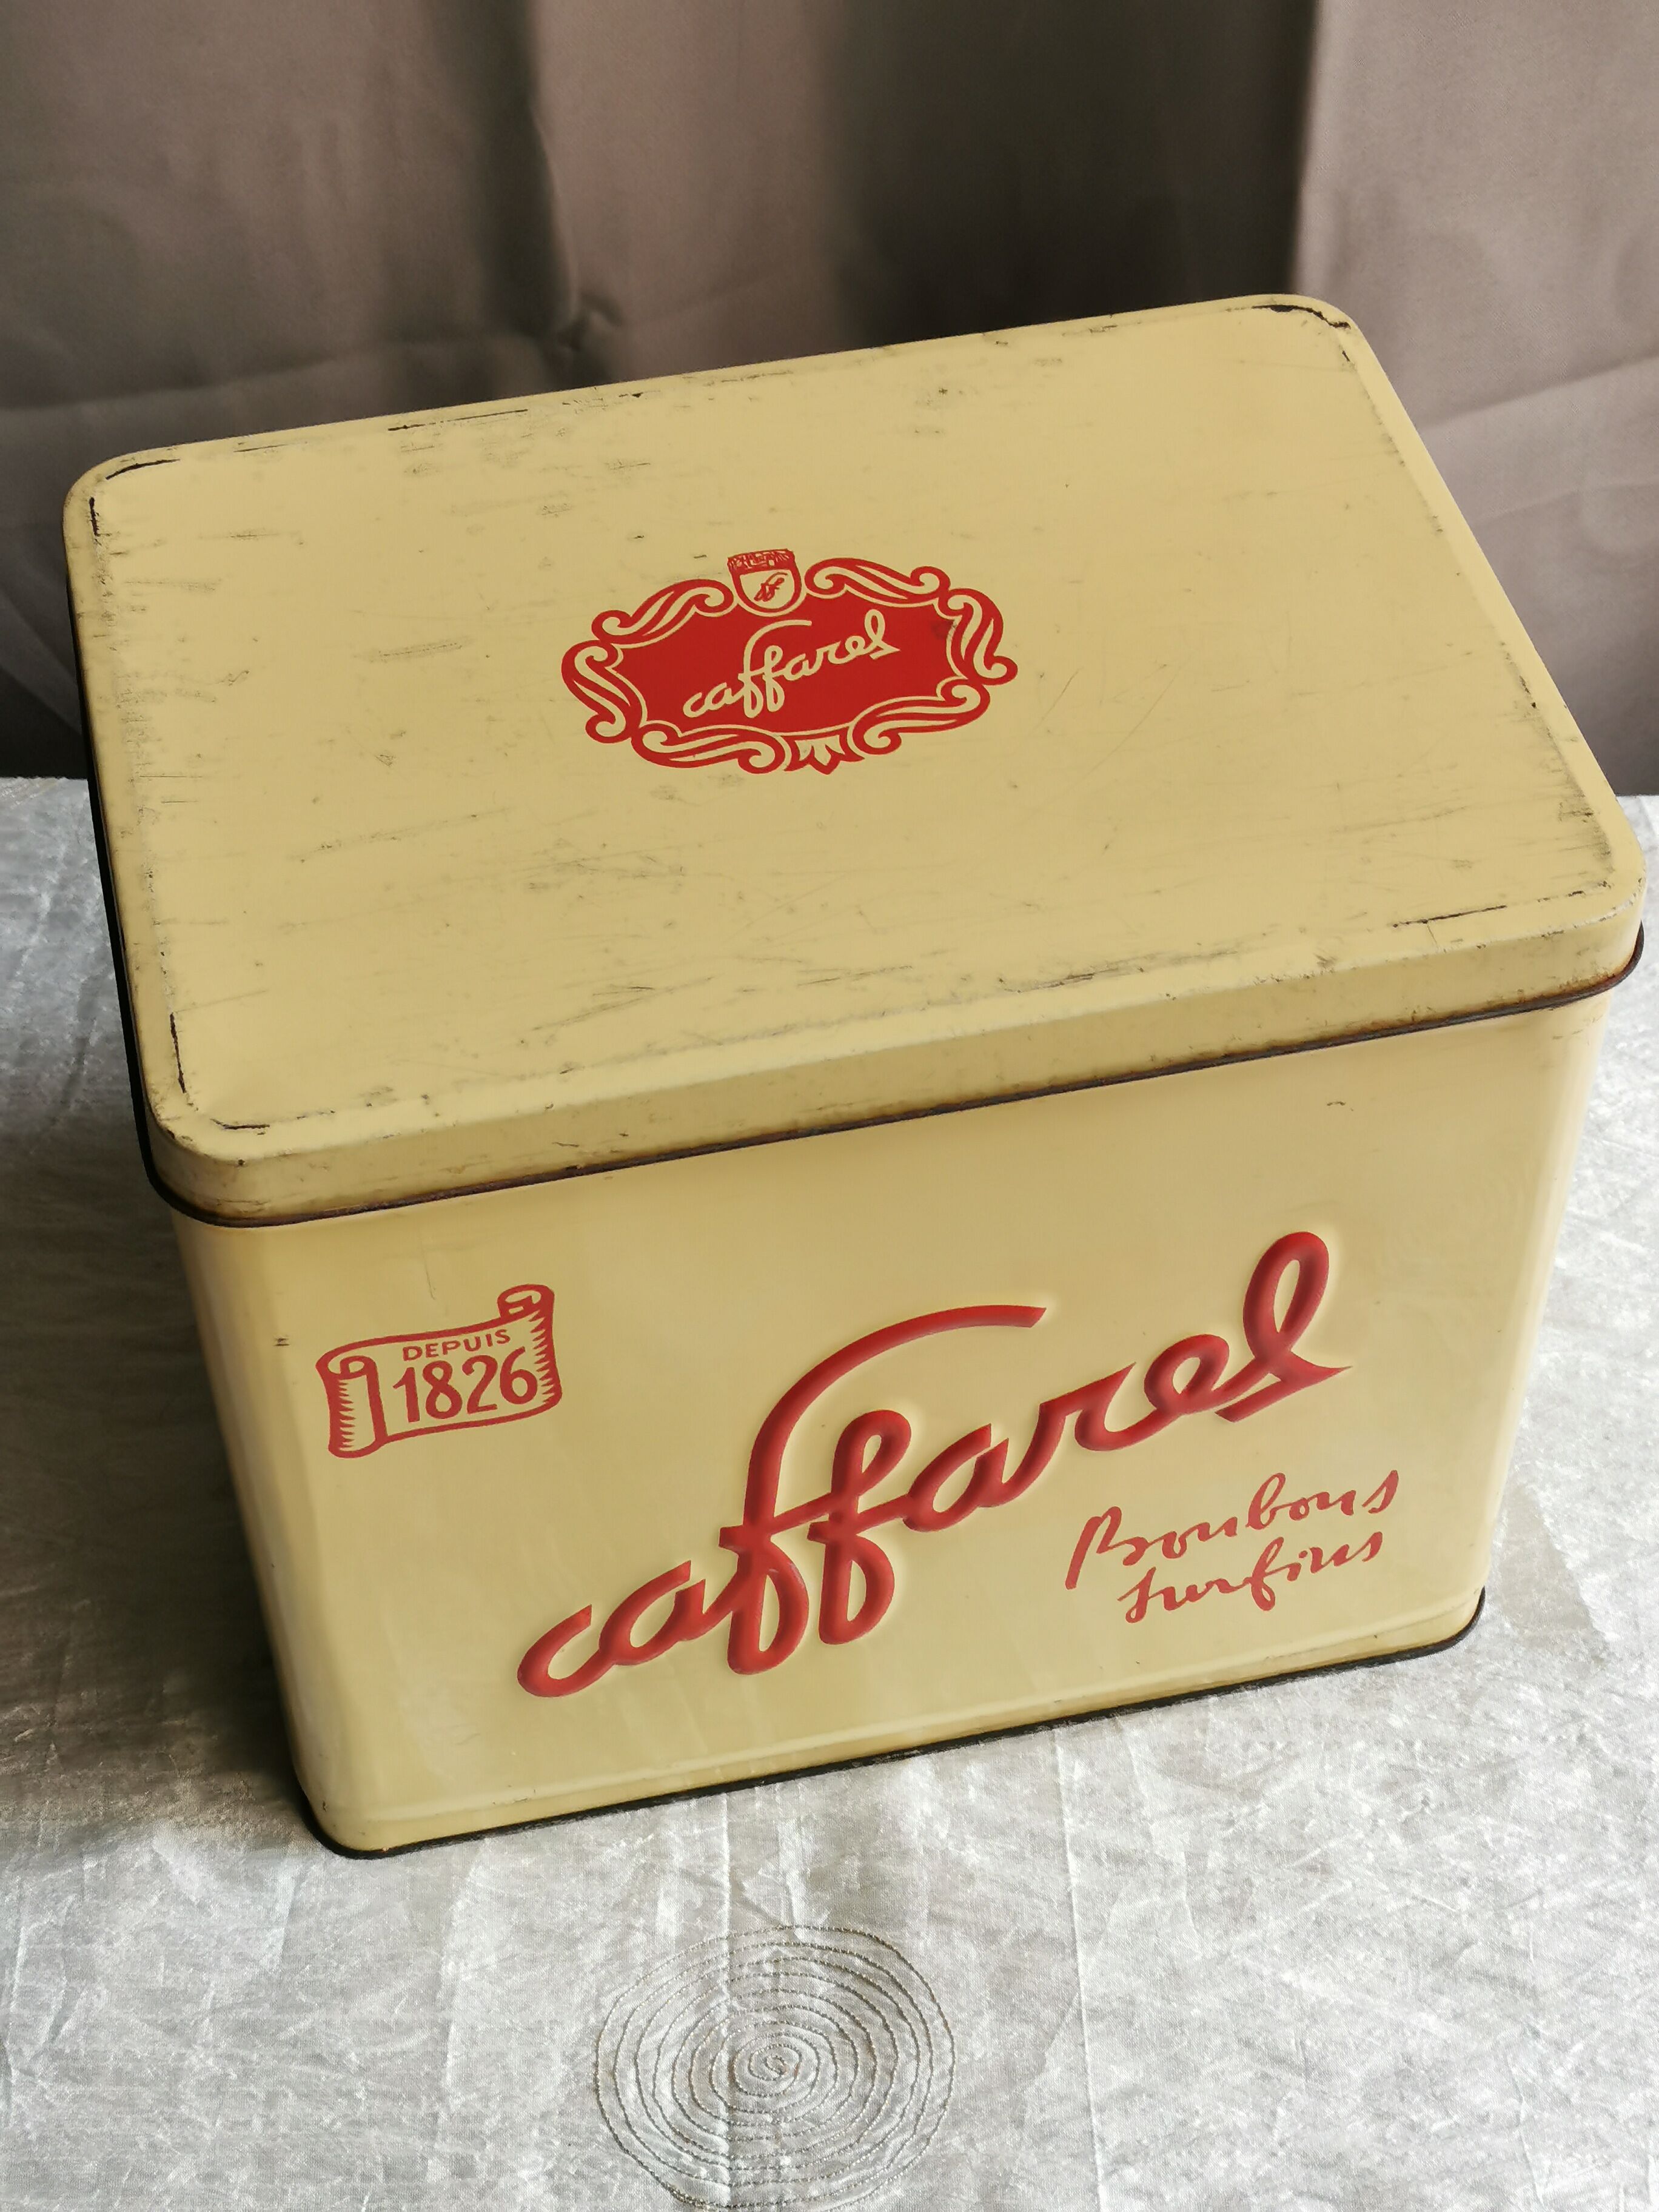 caffarel
DEPUIS
1826
caffarel
Bonbons
surfins